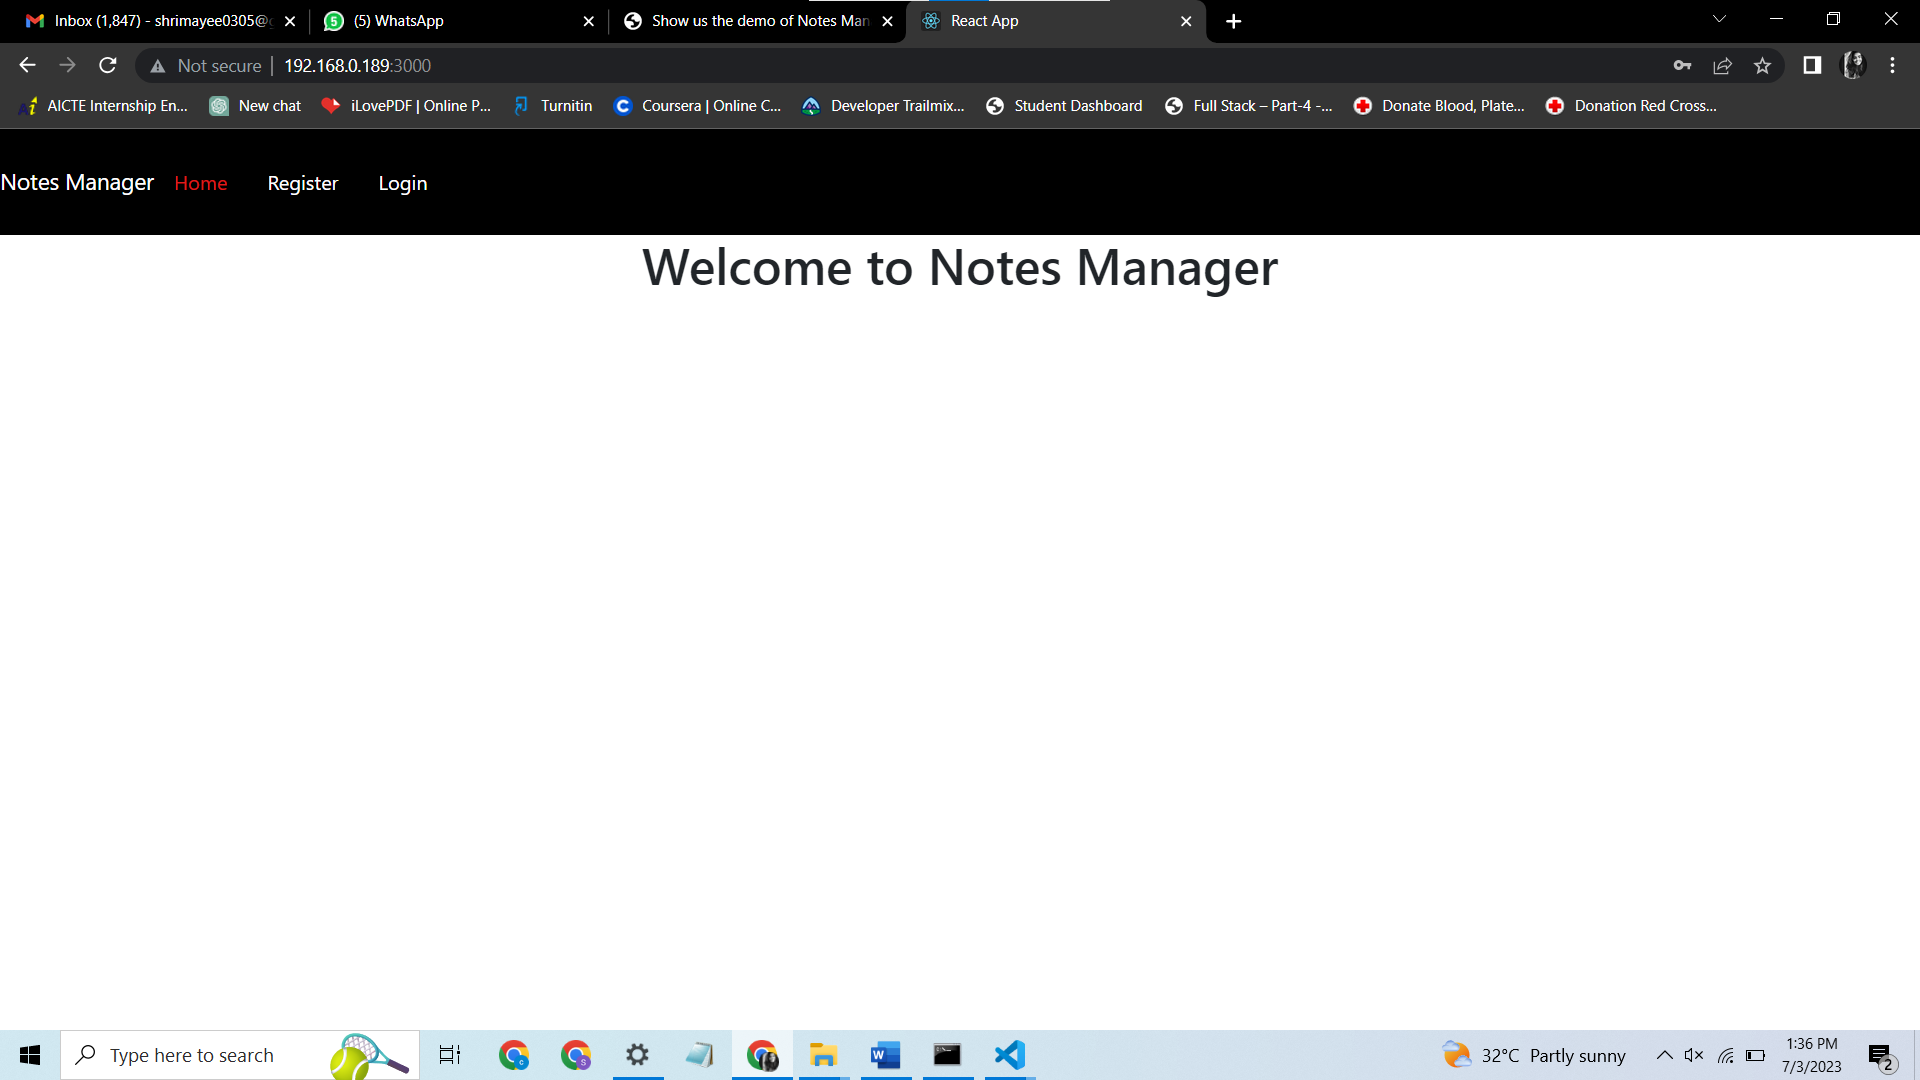 Inbox (1,847) - shrimayee0305@
(5) WhatsApp
Show us the demo of Notes Man
React App
Not secure
192.168.0.189:3000
AICTE Internship En...
New chat
iLovePDF | Online P...
Turnitin
Coursera | Online C...
Developer Trailmix...
Student Dashboard
Full Stack – Part-4 -...
Donate Blood, Plate...
Donation Red Cross...
Notes Manager
Home
Register
Login
Welcome to Notes Manager
Type here to search
32°C Partly sunny
1:36 PM
7/3/2023
2